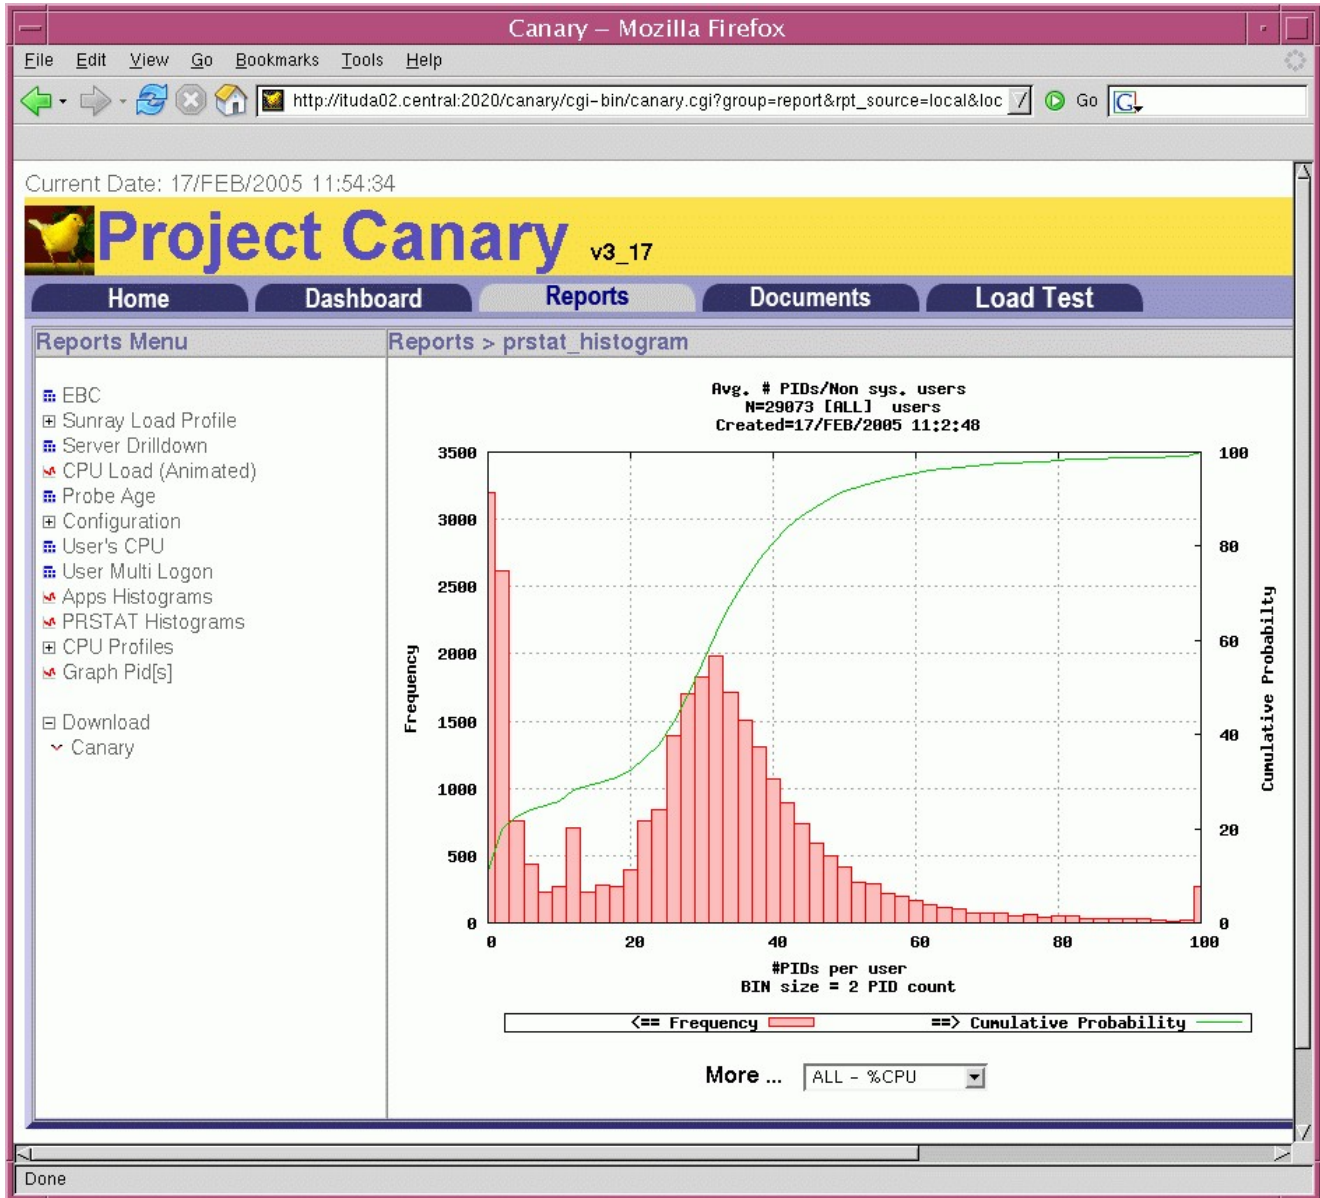 Canary – Mozilla Firefox
File Edit View Go Bookmarks Tools Help
http://ituda02.central:2020/canary/cgi-bin/canary.cgi?group=report&rpt_source=local&loc Go G
Current Date: 17/FEB/2005 11:54:34
Project Canary v3_17
Home Dashboard Reports Documents Load Test
Reports Menu
EBC
Sunray Load Profile
Server Drilldown
CPU Load (Animated)
Probe Age
Configuration
User's CPU
User Multi Logon
Apps Histograms
PRSTAT Histograms
CPU Profiles
Graph Pid[s]
Download
Canary
Reports > prstat_histogram
Avg. # PIDs/Non sys. users
N=29073 [ALL] users
Created=17/FEB/2005 11:2:48
3500
3000
2500
2000
1500
1000
500
0
Frequency
100
80
60
40
20
0
Cumulative Probabilty
0 20 40 60 80 100
#PIDs per user
BIN size = 2 PID count
<== Frequency ==> Cumulative Probability
More ... ALL - %CPU
Done